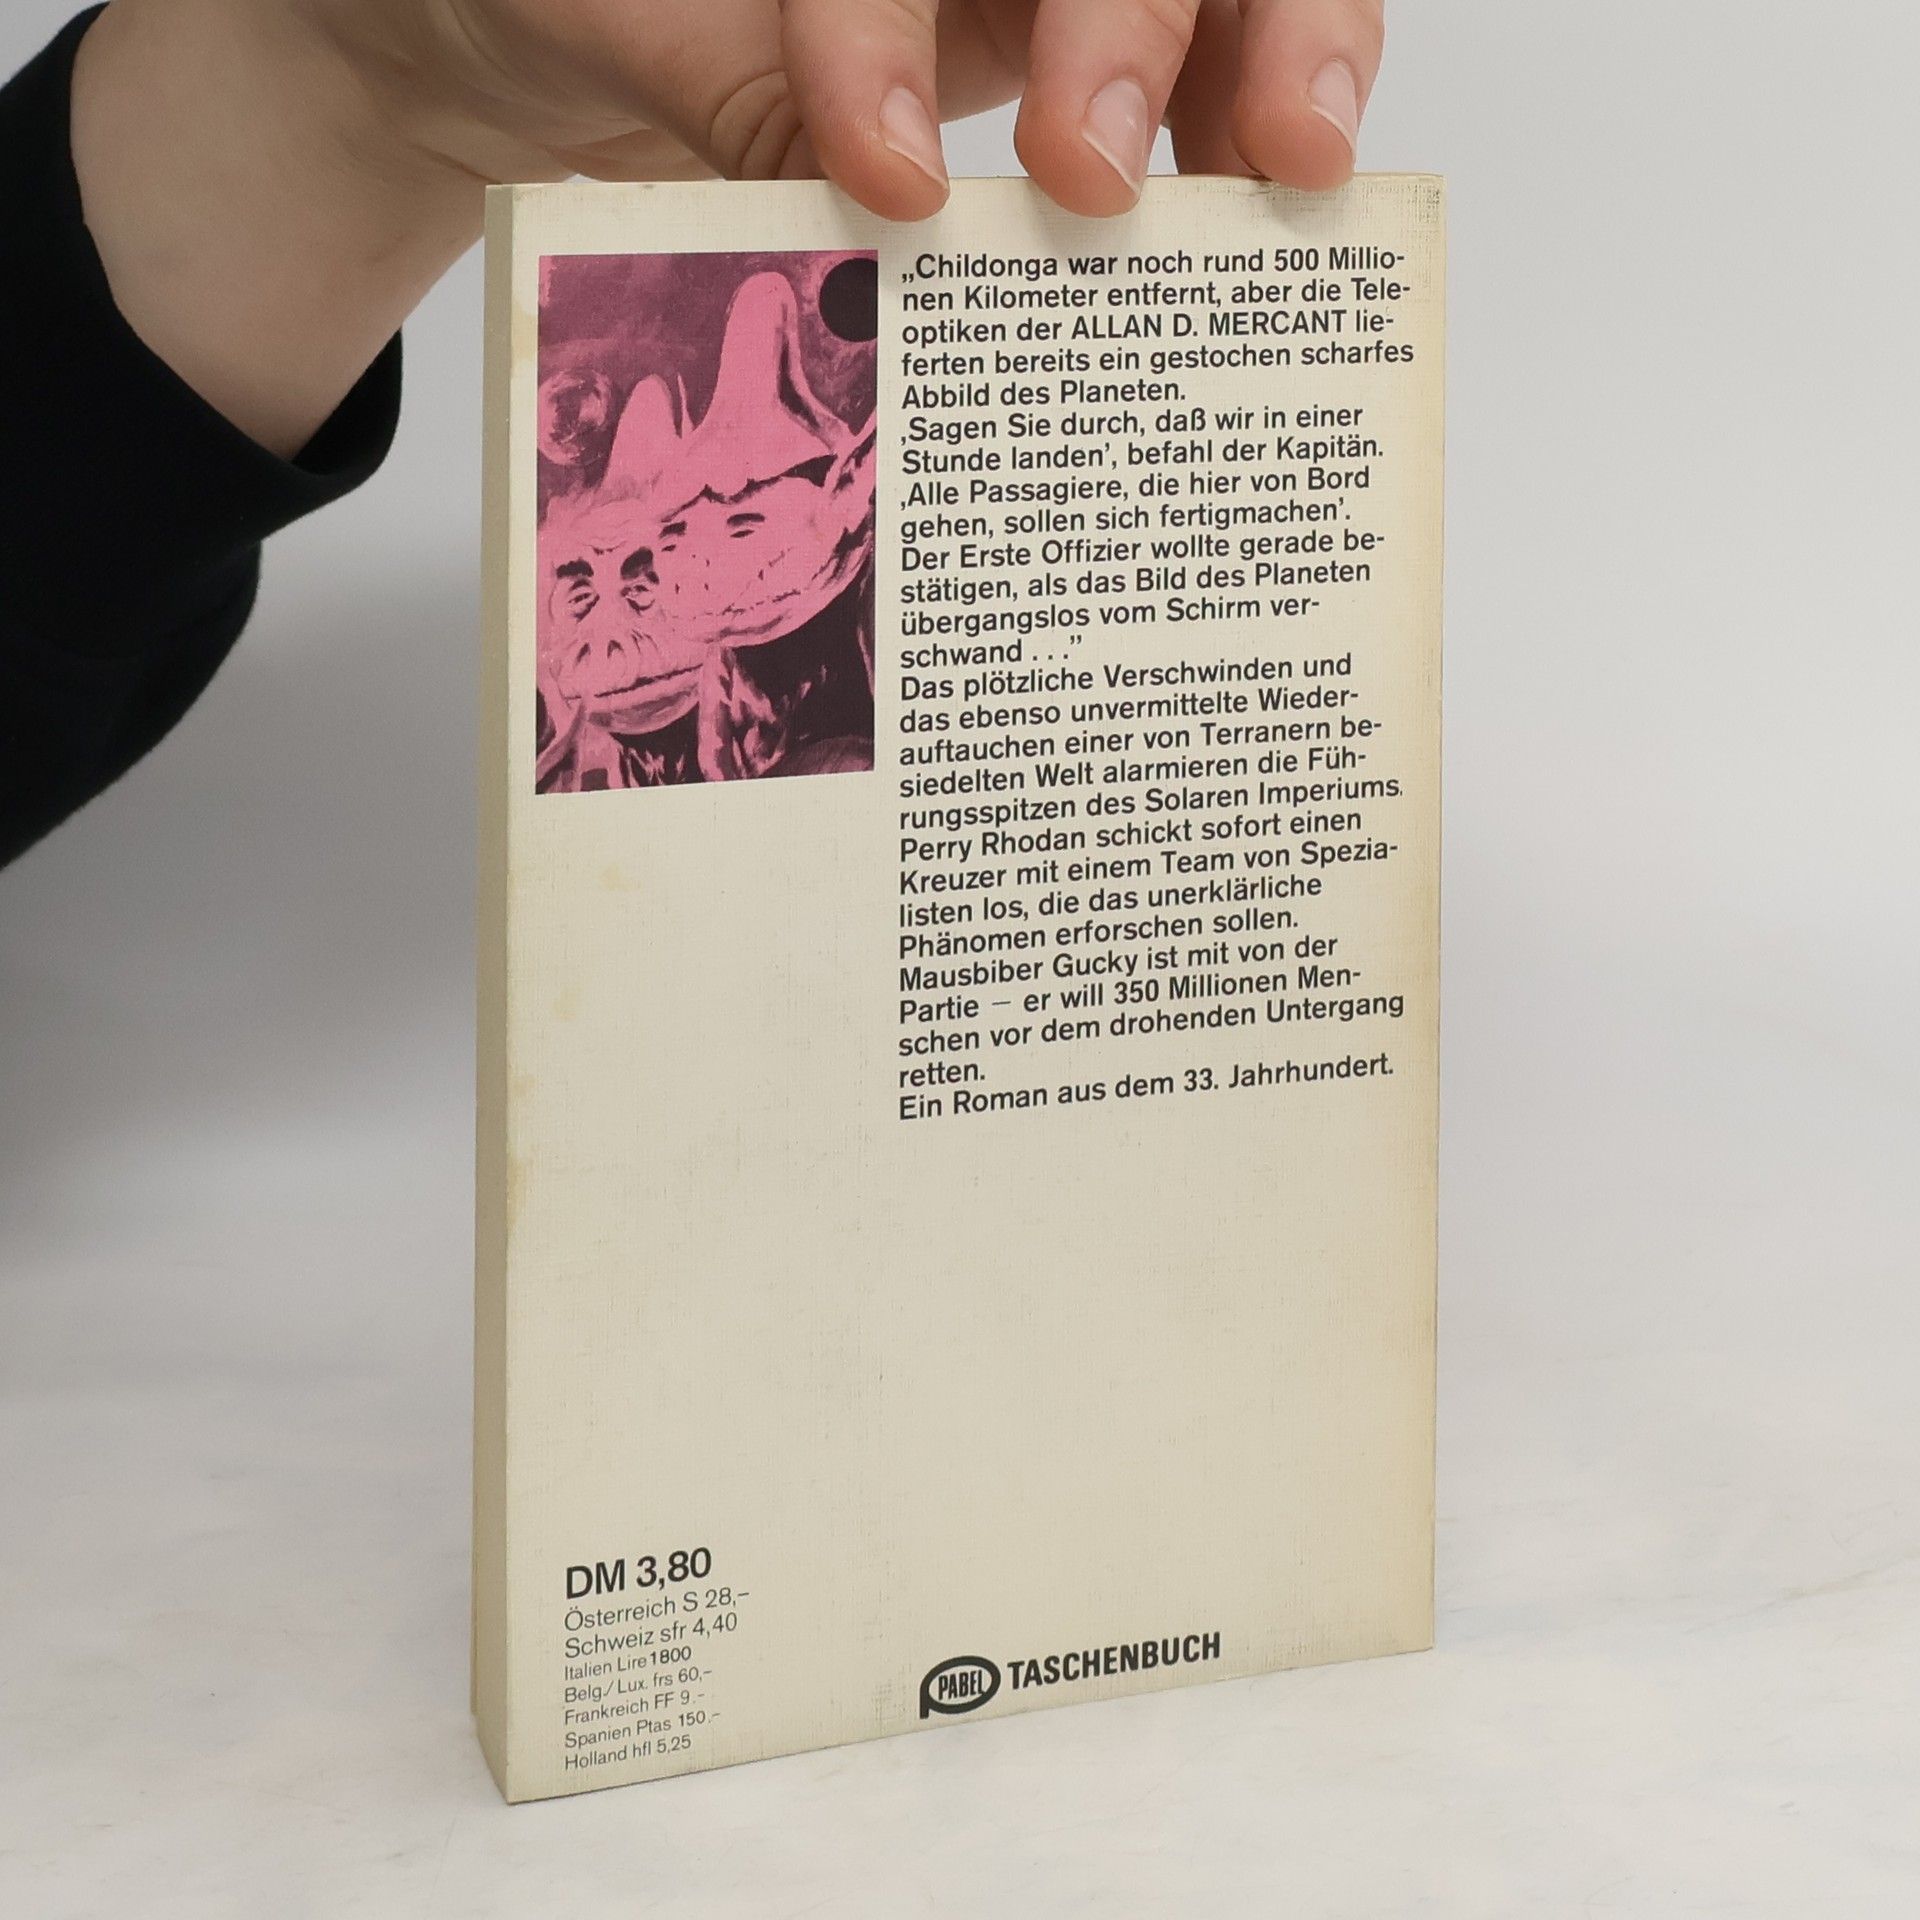 „Childonga war noch rund 500 Millio-
nen Kilometer entfernt, aber die Tele-
optiken der ALLAN D. MERCANT lie-
ferten bereits ein gestochen scharfes
Abbild des Planeten.
‚Sagen Sie durch, daß wir in einer
Stunde landen’, befahl der Kapitän.
‚Alle Passagiere, die hier von Bord
gehen, sollen sich fertigmachen’.
Der Erste Offizier wollte gerade be-
stätigen, als das Bild des Planeten
übergangslos vom Schirm ver-
schwand . . .”
Das plötzliche Verschwinden und
das ebenso unvermittelte Wieder-
auftauchen einer von Terranern be-
siedelten Welt alarmieren die Füh-
rungsspitzen des Solaren Imperiums.
Perry Rhodan schickt sofort einen
Kreuzer mit einem Team von Spezia-
listen los, die das unerklärliche
Phänomen erforschen sollen.
Mausbiber Gucky ist mit von der
Partie — er will 350 Millionen Men-
schen vor dem drohenden Untergang
retten.
Ein Roman aus dem 33. Jahrhundert.
DM 3,80
Österreich S 28,–
Schweiz sfr 4,40
Italien Lire 1800
Belg./ Lux. frs 60,–
Frankreich FF 9.-
Spanien Ptas 150.–
Holland hfl 5,25
PABEL TASCHENBUCH